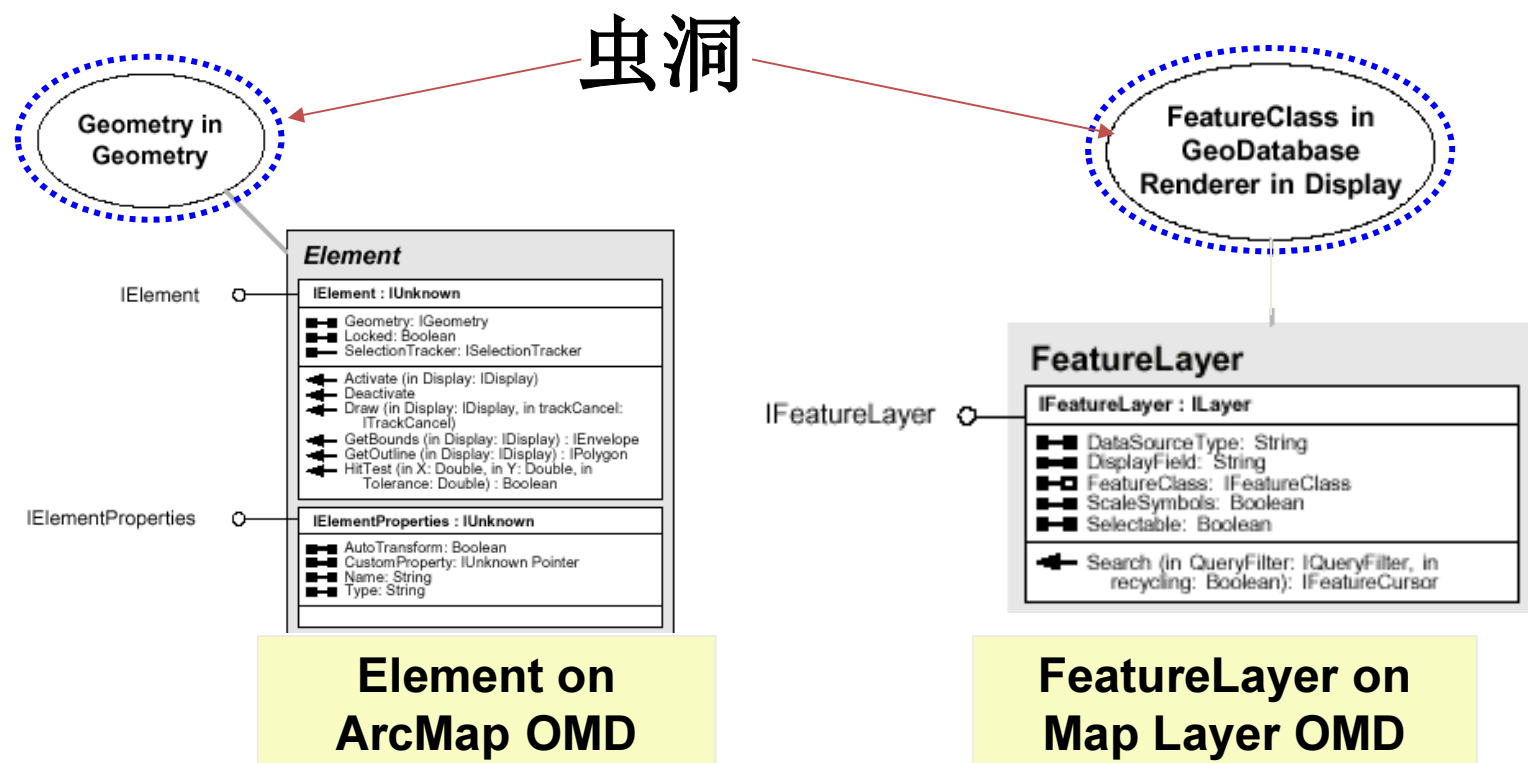 虫洞
Geometry in
Geometry
FeatureClass in
GeoDatabase
Renderer in Display
Element
IElement
IElement : IUnknown
Geometry: IGeometry
Locked: Boolean
SelectionTracker: ISelectionTracker
Activate (in Display: IDisplay)
Deactivate
Draw (in Display: IDisplay, in trackCancel:
ITrackCancel)
GetBounds (in Display: IDisplay) : IEnvelope
GetOutline (in Display: IDisplay) : IPolygon
HitTest (in X: Double, in Y: Double, in
Tolerance: Double) : Boolean
IElementProperties
IElementProperties : IUnknown
AutoTransform: Boolean
CustomProperty: IUnknown Pointer
Name: String
Type: String
Element on
ArcMap OMD
FeatureLayer
IFeatureLayer
IFeatureLayer : ILayer
DataSourceType: String
DisplayField: String
FeatureClass: IFeatureClass
ScaleSymbols: Boolean
Selectable: Boolean
Search (in QueryFilter: IQueryFilter, in
recycling: Boolean): IFeatureCursor
FeatureLayer on
Map Layer OMD